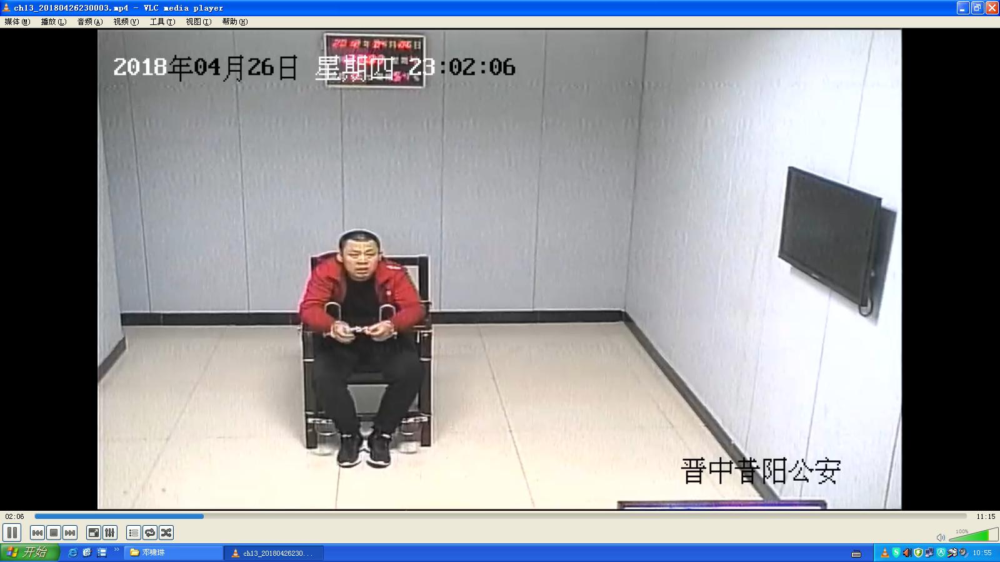 ch13_20180426230003.mp4 - VLC media player
媒体(M) 播放(L) 音频(A) 视频(V) 工具(T) 视图(I) 帮助(H)
2018年04月26日 星期四 23:02:06
晋中昔阳公安
02:06
11:15
100%
开始
邓啸琳
ch13_20180426230...
10:55